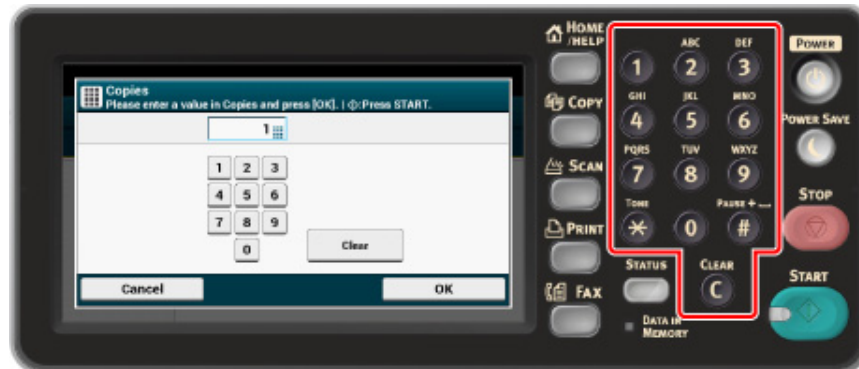 Copies
Please enter a value in Copies and press [OK]. | :Press START.
1
1 2 3
4 5 6
7 8 9
0
Clear
Cancel
OK
HOME
/HELP
COPY
SCAN
PRINT
FAX
ABC DEF
1 2 3
GHI JKL MNO
4 5 6
PQRS TUV WXYZ
7 8 9
TONE PAUSE +
* 0 #
STATUS
CLEAR
C
DATA IN
MEMORY
POWER
POWER SAVE
STOP
START